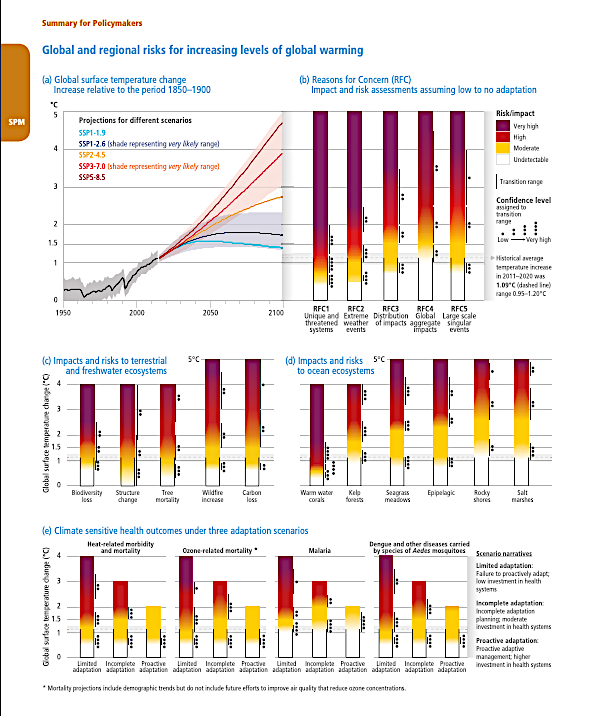 Summary for Policymakers
SPM
Global and regional risks for increasing levels of global warming
(a) Global surface temperature change
Increase relative to the period 1850–1900
°C
5
4
3
2
1.5
1
0
1950
2000
2050
2100
Projections for different scenarios
SSP1-1.9
SSP1-2.6 (shade representing very likely range)
SSP2-4.5
SSP3-7.0 (shade representing very likely range)
SSP5-8.5
(b) Reasons for Concern (RFC)
Impact and risk assessments assuming low to no adaptation
RFC1
Unique and
threatened
systems
RFC2
Extreme
weather
events
RFC3
Distribution
of impacts
RFC4
Global
aggregate
impacts
RFC5
Large scale
singular
events
Risk/impact
Very high
High
Moderate
Undetectable
Transition range
Confidence level
assigned to
transition
range
Low
Very high
Historical average
temperature increase
in 2011–2020 was
1.09°C (dashed line)
range 0.95–1.20°C
(c) Impacts and risks to terrestrial
and freshwater ecosystems
5°C
Global surface temperature change (°C)
4
3
2
1.5
1
0
Biodiversity
loss
Structure
change
Tree
mortality
Wildfire
increase
Carbon
loss
(d) Impacts and risks
to ocean ecosystems
5°C
Warm water
corals
Kelp
forests
Seagrass
meadows
Epipelagic
Rocky
shores
Salt
marshes
(e) Climate sensitive health outcomes under three adaptation scenarios
Global surface temperature change (°C)
4
3
2
1.5
1
0
Heat-related morbidity
and mortality
Limited
adaptation
Incomplete
adaptation
Proactive
adaptation
Ozone-related mortality *
Limited
adaptation
Incomplete
adaptation
Proactive
adaptation
Malaria
Limited
adaptation
Incomplete
adaptation
Proactive
adaptation
Dengue and other diseases carried
by species of Aedes mosquitoes
Limited
adaptation
Incomplete
adaptation
Proactive
adaptation
Scenario narratives
Limited adaptation:
Failure to proactively adapt;
low investment in health
systems
Incomplete adaptation:
Incomplete adaptation
planning; moderate
investment in health systems
Proactive adaptation:
Proactive adaptive
management; higher
investment in health systems
* Mortality projections include demographic trends but do not include future efforts to improve air quality that reduce ozone concentrations.